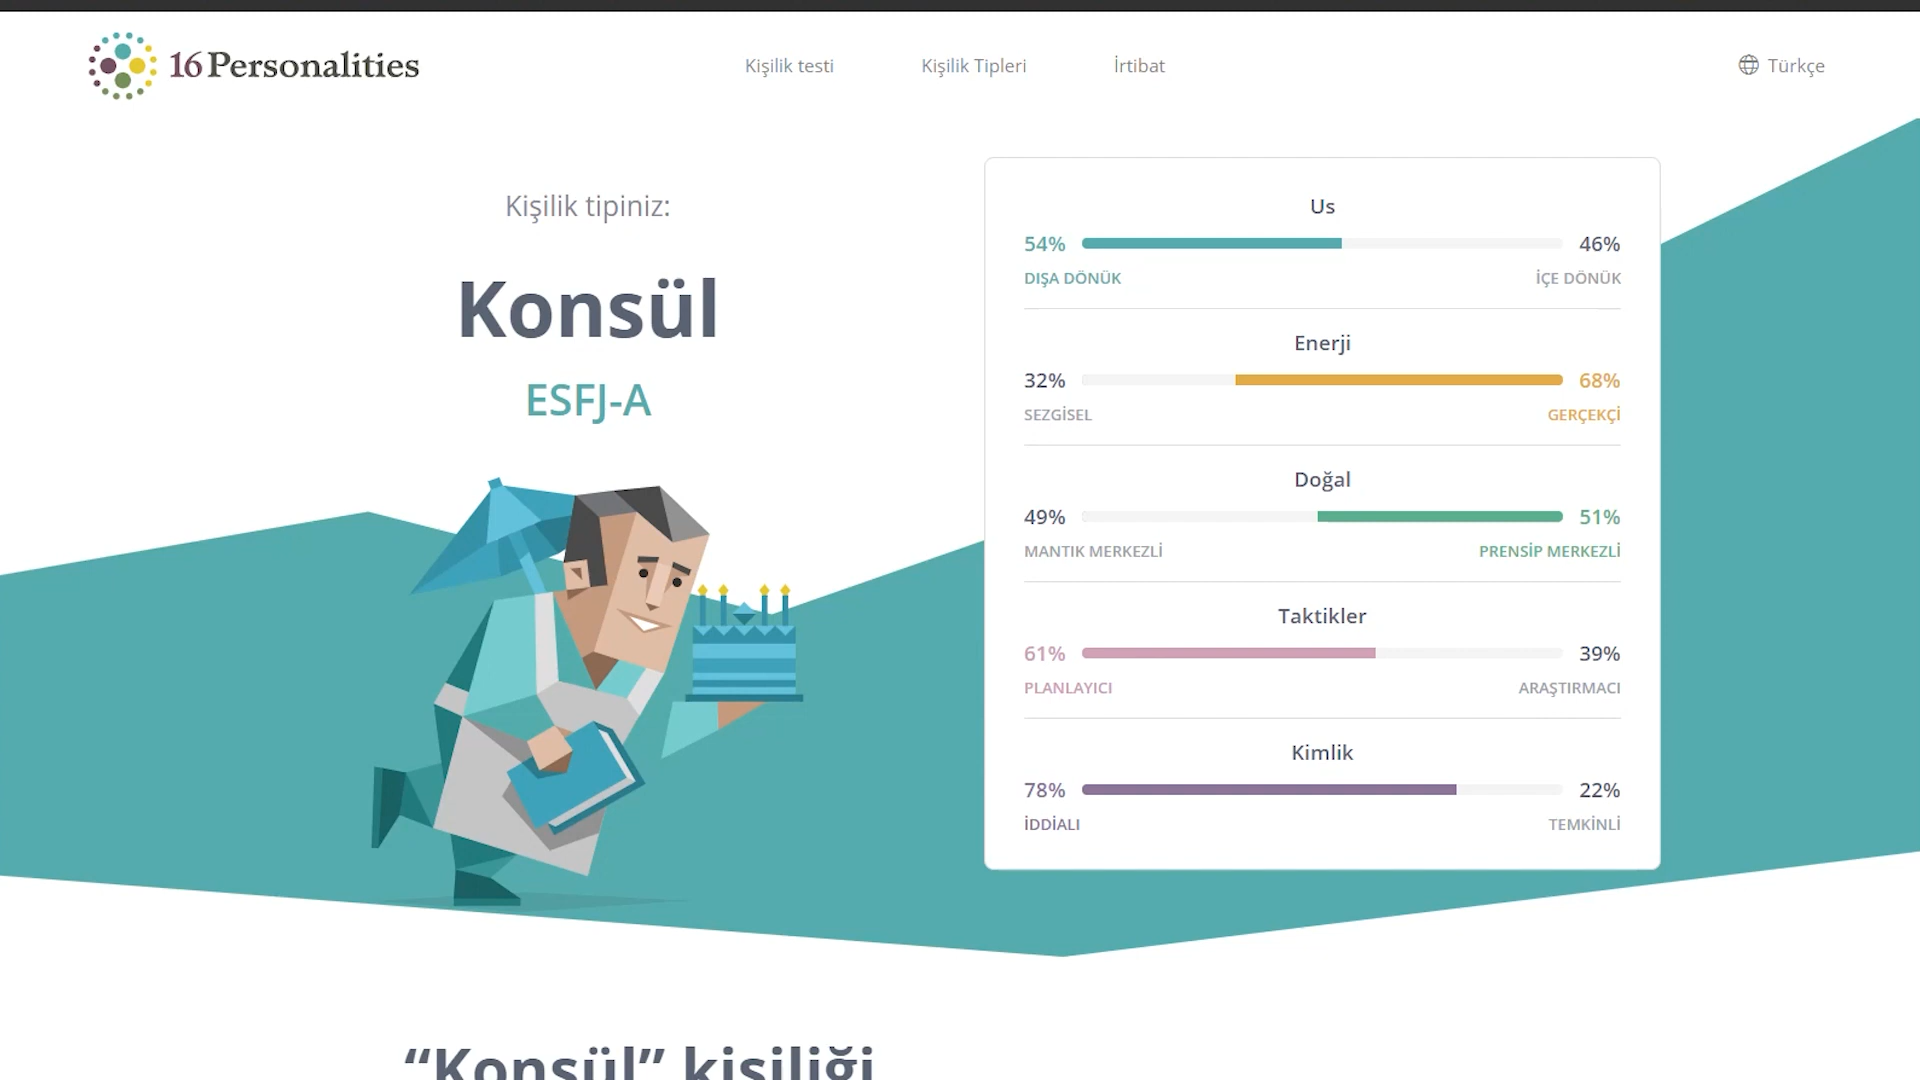 16Personalities
Kişilik testi
Kişilik Tipleri
İrtibat
Türkçe
Kişilik tipiniz:
Konsül
ESFJ-A
Us
54% 46%
DIŞA DÖNÜK İÇE DÖNÜK
Enerji
32% 68%
SEZGİSEL GERÇEKÇİ
Doğal
49% 51%
MANTIK MERKEZLİ PRENSİP MERKEZLİ
Taktikler
61% 39%
PLANLAYICI ARAŞTIRMACI
Kimlik
78% 22%
İDDİALI TEMKİNLİ
“Konsül” kişiliği